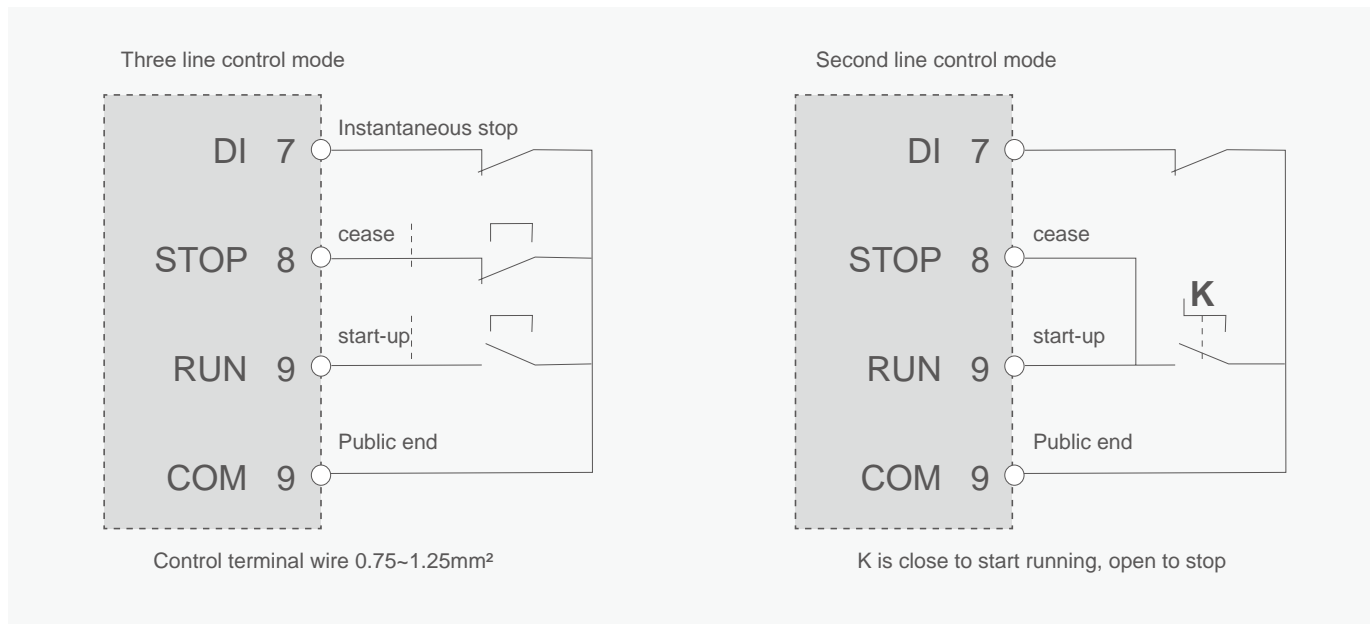 Three line control mode
DI 7 Instantaneous stop
STOP 8 cease
RUN 9 start-up
COM 9 Public end
Control terminal wire 0.75~1.25mm²
Second line control mode
DI 7
STOP 8 cease
K
RUN 9 start-up
COM 9 Public end
K is close to start running, open to stop